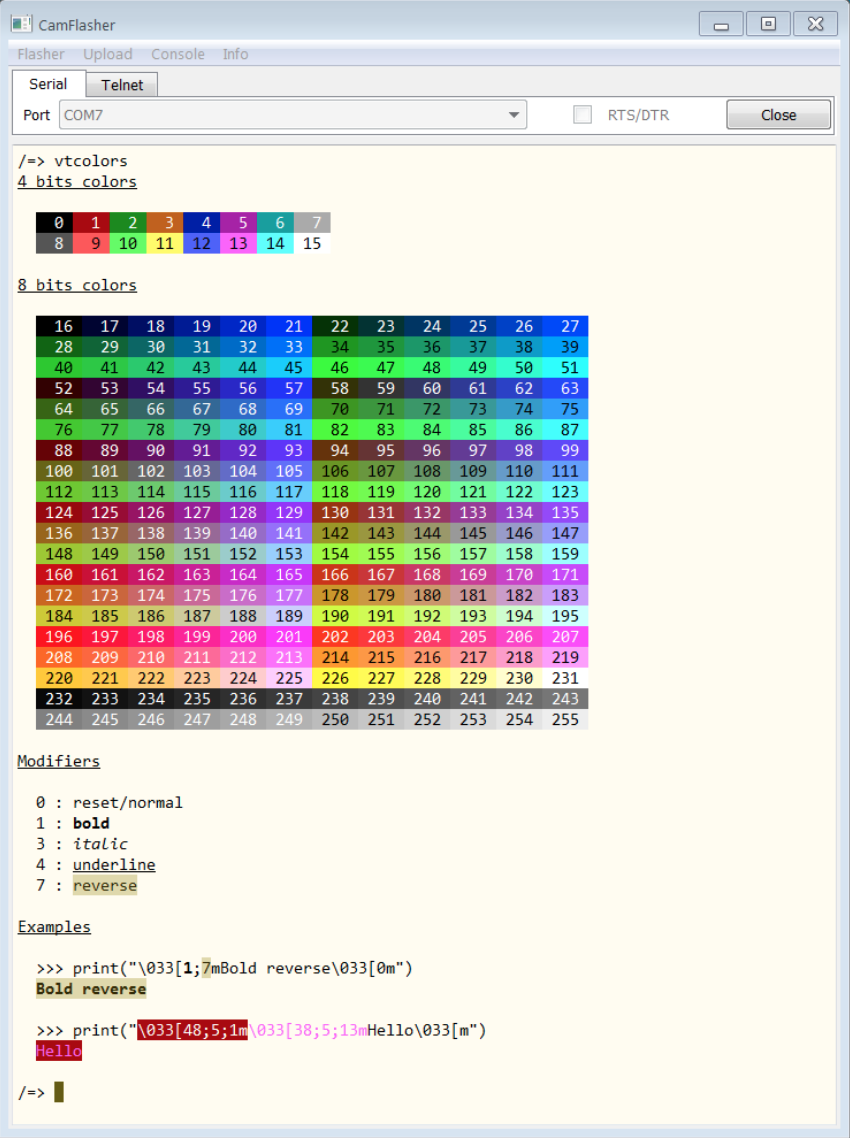 CamFlasher
Flasher Upload Console Info
Serial Telnet
Port COM7 RTS/DTR Close
/=> vtcolors
4 bits colors
0 1 2 3 4 5 6 7
8 9 10 11 12 13 14 15
8 bits colors
16 17 18 19 20 21 22 23 24 25 26 27
28 29 30 31 32 33 34 35 36 37 38 39
40 41 42 43 44 45 46 47 48 49 50 51
52 53 54 55 56 57 58 59 60 61 62 63
64 65 66 67 68 69 70 71 72 73 74 75
76 77 78 79 80 81 82 83 84 85 86 87
88 89 90 91 92 93 94 95 96 97 98 99
100 101 102 103 104 105 106 107 108 109 110 111
112 113 114 115 116 117 118 119 120 121 122 123
124 125 126 127 128 129 130 131 132 133 134 135
136 137 138 139 140 141 142 143 144 145 146 147
148 149 150 151 152 153 154 155 156 157 158 159
160 161 162 163 164 165 166 167 168 169 170 171
172 173 174 175 176 177 178 179 180 181 182 183
184 185 186 187 188 189 190 191 192 193 194 195
196 197 198 199 200 201 202 203 204 205 206 207
208 209 210 211 212 213 214 215 216 217 218 219
220 221 222 223 224 225 226 227 228 229 230 231
232 233 234 235 236 237 238 239 240 241 242 243
244 245 246 247 248 249 250 251 252 253 254 255
Modifiers
0 : reset/normal
1 : bold
3 : italic
4 : underline
7 : reverse
Examples
>>> print("\033[1;7mBold reverse\033[0m")
Bold reverse
>>> print("\033[48;5;1m\033[38;5;13mHello\033[m")
Hello
/=>